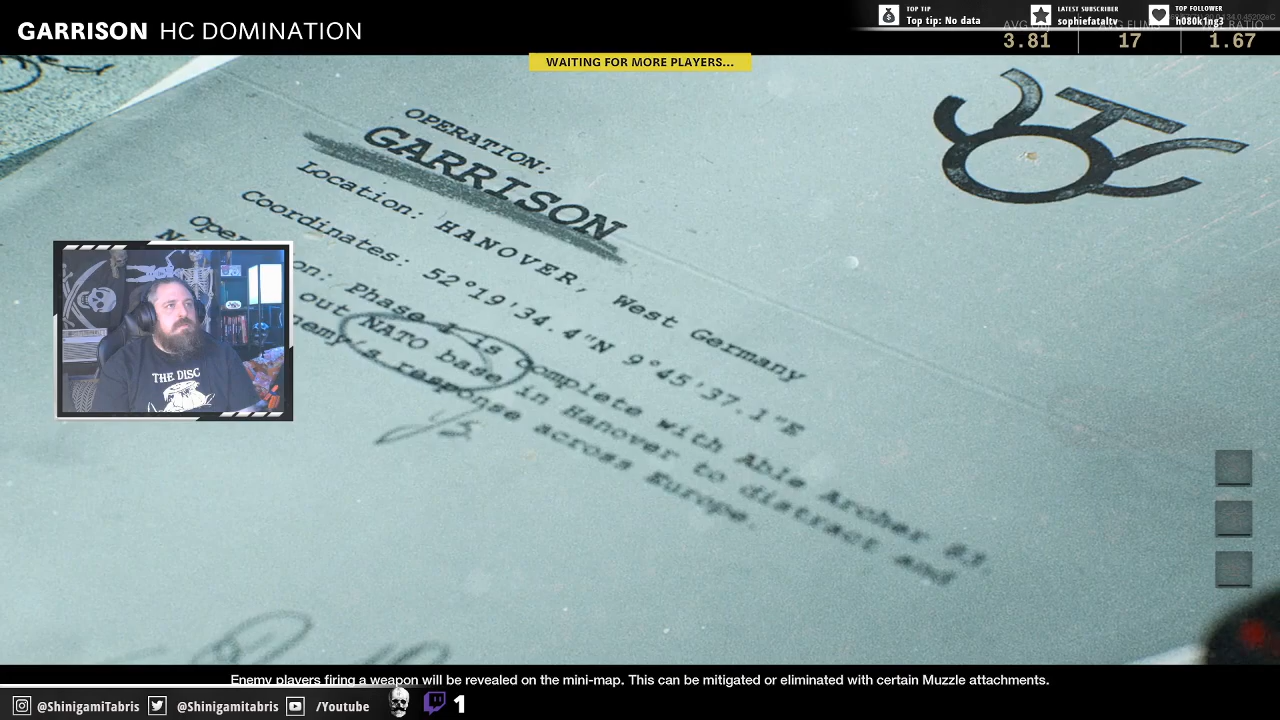 GARRISON HC DOMINATION
TOP TIP
Top tip: No data
LATEST SUBSCRIBER
sophiefataltv
TOP FOLLOWER
h080k1ng3
3.81 17 1.67
WAITING FOR MORE PLAYERS...
OPERATION:
GARRISON
Location: HANOVER, West Germany
Coordinates: 52°19'34.4"N 9°45'37.1"E
Phase 1 is complete with Able Archer 83.
out NATO base in Hanover to distract and
response across Europe.
THE DISC
Enemy players firing a weapon will be revealed on the mini-map. This can be mitigated or eliminated with certain Muzzle attachments.
@ShinigamiTabris @Shinigamitabris /Youtube 1